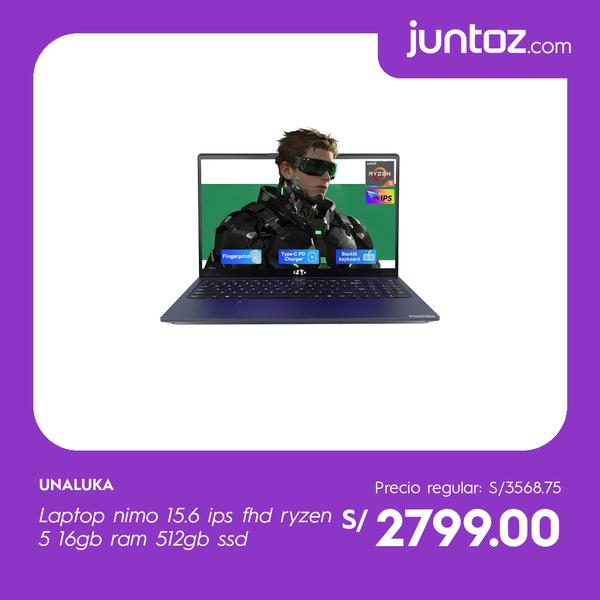 juntoz.com
AMD
RYZEN
IPS
Fingerprint
Type-C PD
Charger
Backlit
keyboard
UNALUKA
Precio regular: S/3568.75
Laptop nimo 15.6 ips fhd ryzen
5 16gb ram 512gb ssd
S/ 2799.00